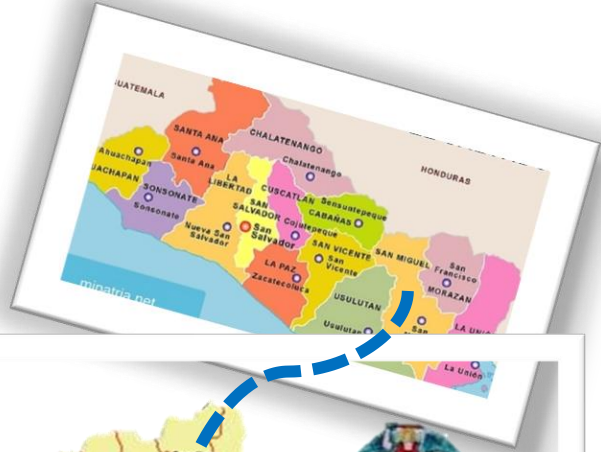 GUATEMALA
HONDURAS
SANTA ANA
Santa Ana
CHALATENANGO
Chalatenango
Ahuachapan
UACHAPAN
SONSONATE
Sonsonate
LA
LIBERTAD
Nueva San
Salvador
SAN
SALVADOR
San
Salvador
CUSCATLAN
Cojutepeque
Sensuntepeque
CABAÑAS
SAN VICENTE
San
Vicente
LA PAZ
Zacatecoluca
USULUTAN
Usulutan
SAN MIGUEL
San
San
Francisco
MORAZAN
LA UNIO
La Unión
mipatria.net